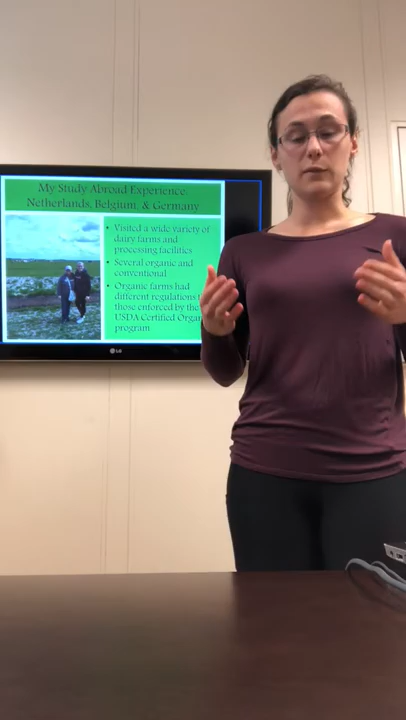 My Study Abroad Experience:
Netherlands, Belgium, & Germany
• Visited a wide variety of
dairy farms and
processing facilities
• Several organic and
conventional
• Organic farms had
different regulations
those enforced by the
USDA Certified Organ
program
LG